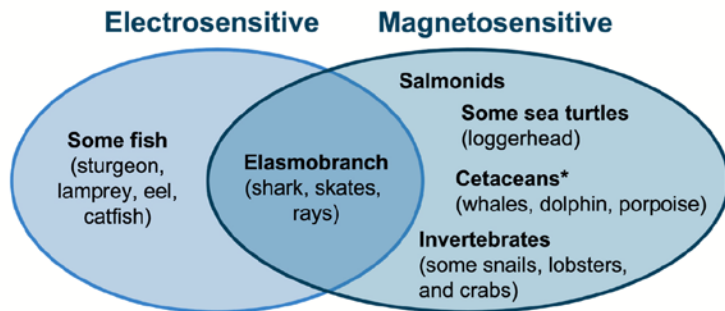 Electrosensitive
Magnetosensitive
Some fish
(sturgeon,
lamprey, eel,
catfish)
Elasmobranch
(shark, skates,
rays)
Salmonids
Some sea turtles
(loggerhead)
Cetaceans*
(whales, dolphin, porpoise)
Invertebrates
(some snails, lobsters,
and crabs)